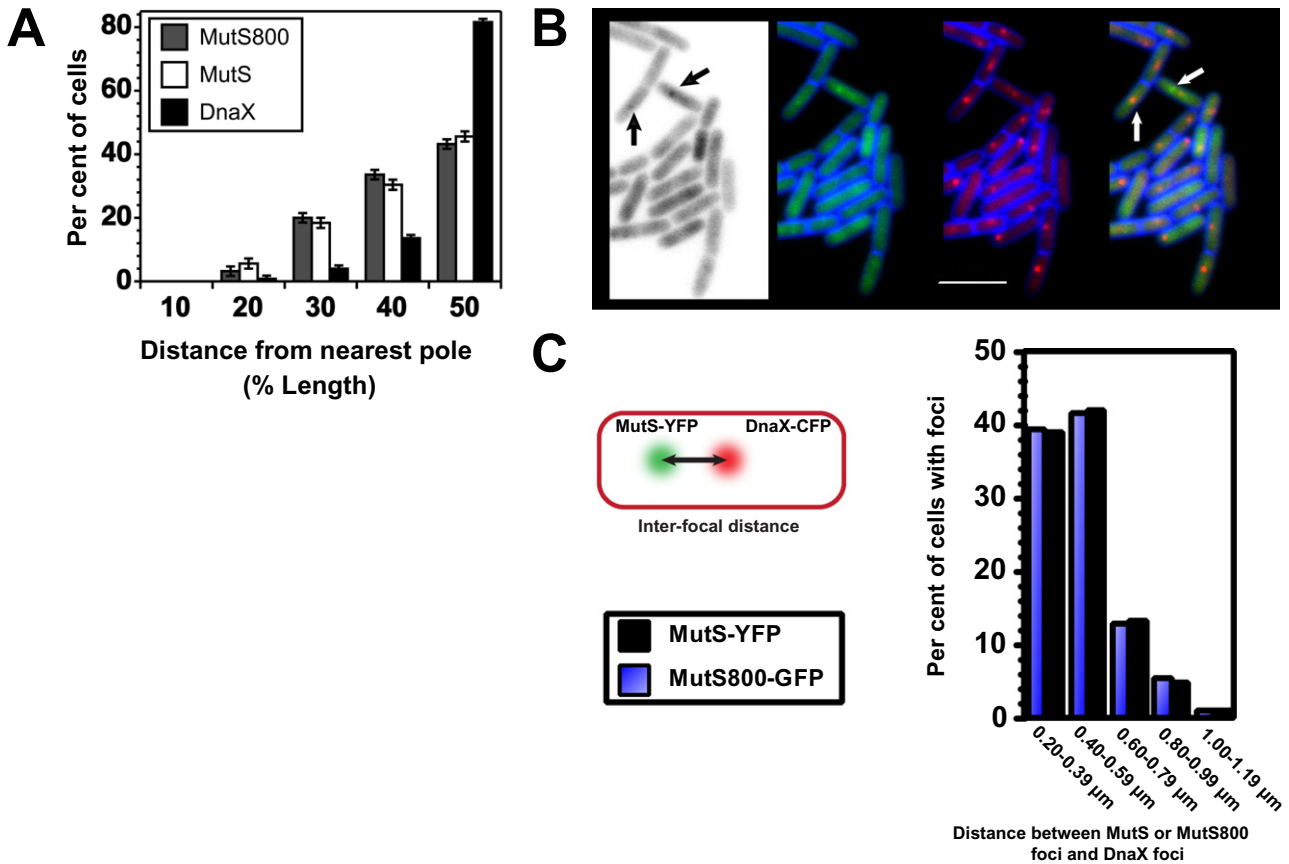 A
Per cent of cells
80
60
40
20
0
MutS800
MutS
DnaX
10 20 30 40 50
Distance from nearest pole
(% Length)
B
C
MutS-YFP DnaX-CFP
Inter-focal distance
MutS-YFP
MutS800-GFP
Per cent of cells with foci
50
40
30
20
10
0
0.20-0.39 µm
0.40-0.59 µm
0.60-0.79 µm
0.80-0.99 µm
1.00-1.19 µm
Distance between MutS or MutS800
foci and DnaX foci